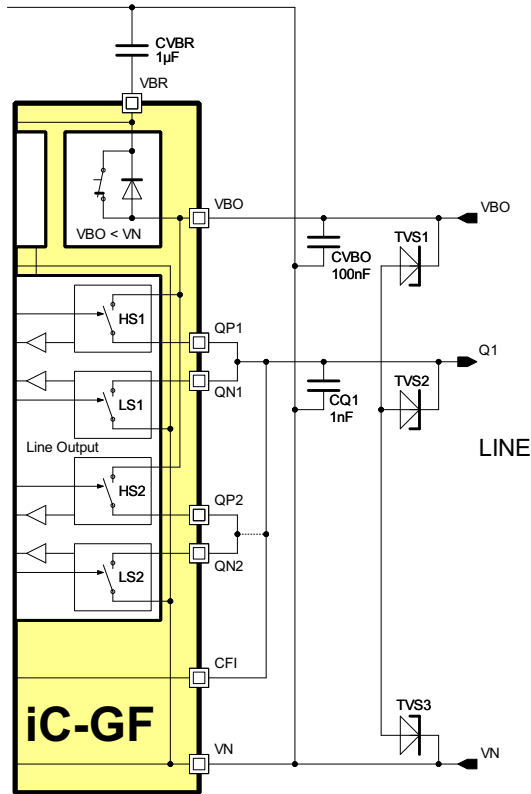 CVBR
1µF
VBR
VBO
VBO
VBO < VN
TVS1
CVBO
100nF
HS1
QP1
Q1
QN1
TVS2
LS1
CQ1
1nF
Line Output
LINE
HS2
QP2
QN2
LS2
CFI
TVS3
iC-GF
VN
VN